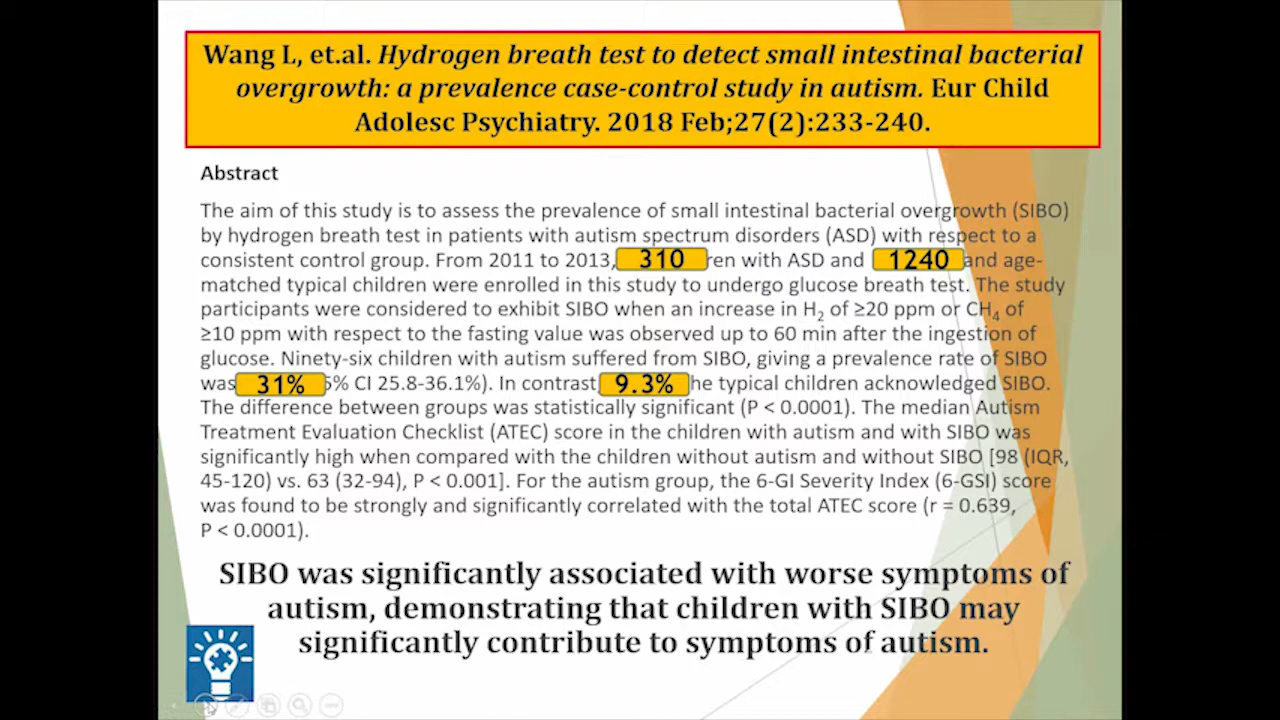 Wang L, et.al. Hydrogen breath test to detect small intestinal bacterial
overgrowth: a prevalence case-control study in autism. Eur Child
Adolesc Psychiatry. 2018 Feb;27(2):233-240.
Abstract
The aim of this study is to assess the prevalence of small intestinal bacterial overgrowth (SIBO)
by hydrogen breath test in patients with autism spectrum disorders (ASD) with respect to a
consistent control group. From 2011 to 2013, 310 ren with ASD and 1240 and age-
matched typical children were enrolled in this study to undergo glucose breath test. The study
participants were considered to exhibit SIBO when an increase in H₂ of ≥20 ppm or CH₄ of
≥10 ppm with respect to the fasting value was observed up to 60 min after the ingestion of
glucose. Ninety-six children with autism suffered from SIBO, giving a prevalence rate of SIBO
was 31% 5% CI 25.8-36.1%). In contrast 9.3% he typical children acknowledged SIBO.
The difference between groups was statistically significant (P < 0.0001). The median Autism
Treatment Evaluation Checklist (ATEC) score in the children with autism and with SIBO was
significantly high when compared with the children without autism and without SIBO [98 (IQR,
45-120) vs. 63 (32-94), P < 0.001]. For the autism group, the 6-GI Severity Index (6-GSI) score
was found to be strongly and significantly correlated with the total ATEC score (r = 0.639,
P < 0.0001).
SIBO was significantly associated with worse symptoms of
autism, demonstrating that children with SIBO may
significantly contribute to symptoms of autism.